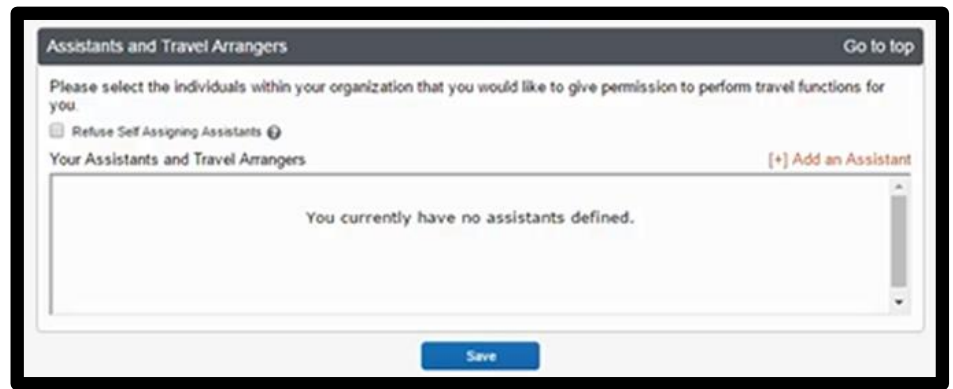 Assistants and Travel Arrangers Go to top
Please select the individuals within your organization that you would like to give permission to perform travel functions for
you.
Refuse Self Assigning Assistants
Your Assistants and Travel Arrangers [+] Add an Assistant
You currently have no assistants defined.
Save